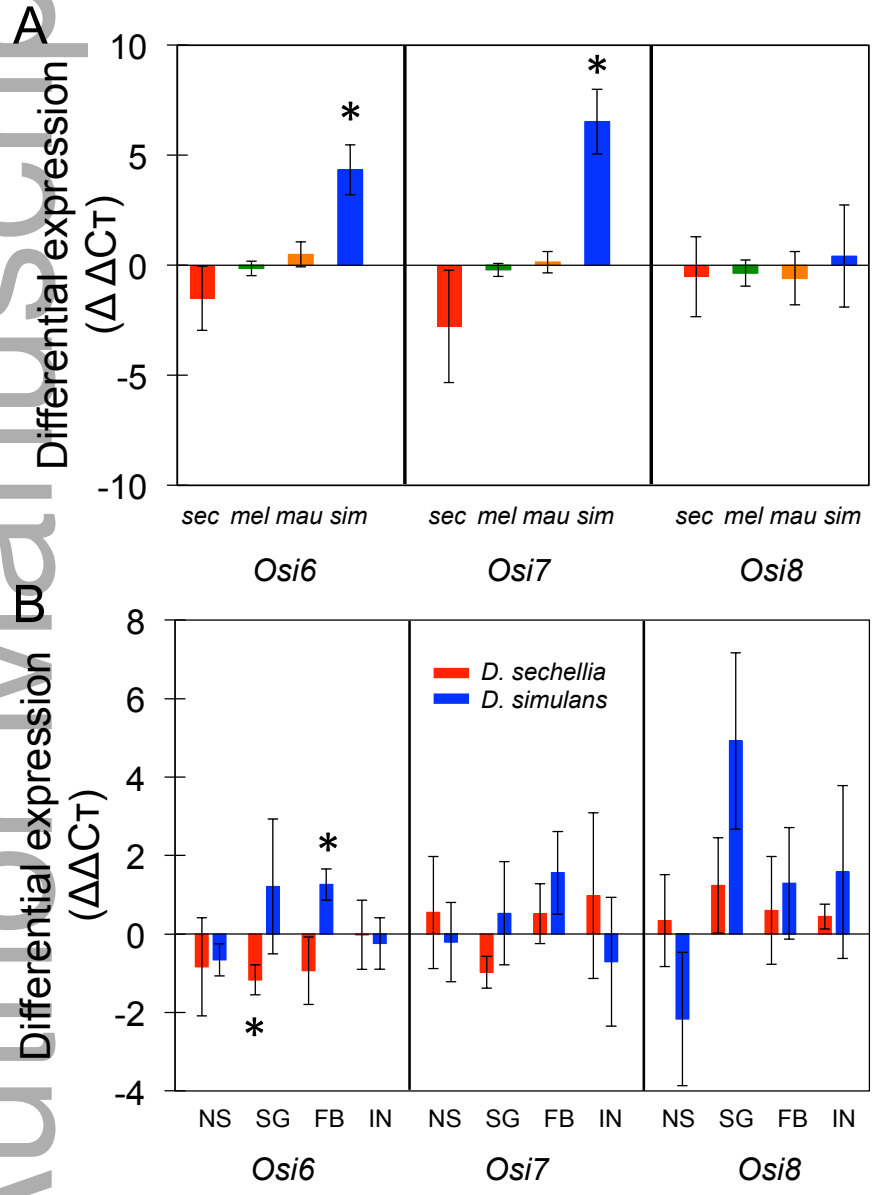 A
Differential expression
(Δ ΔCт)
10
5
0
-5
-10
*
*
sec mel mau sim
sec mel mau sim
sec mel mau sim
Osi6
Osi7
Osi8
B
Differential expression
(ΔΔCт)
8
6
4
2
0
-2
-4
D. sechellia
D. simulans
*
*
NS SG FB IN
NS SG FB IN
NS SG FB IN
Osi6
Osi7
Osi8